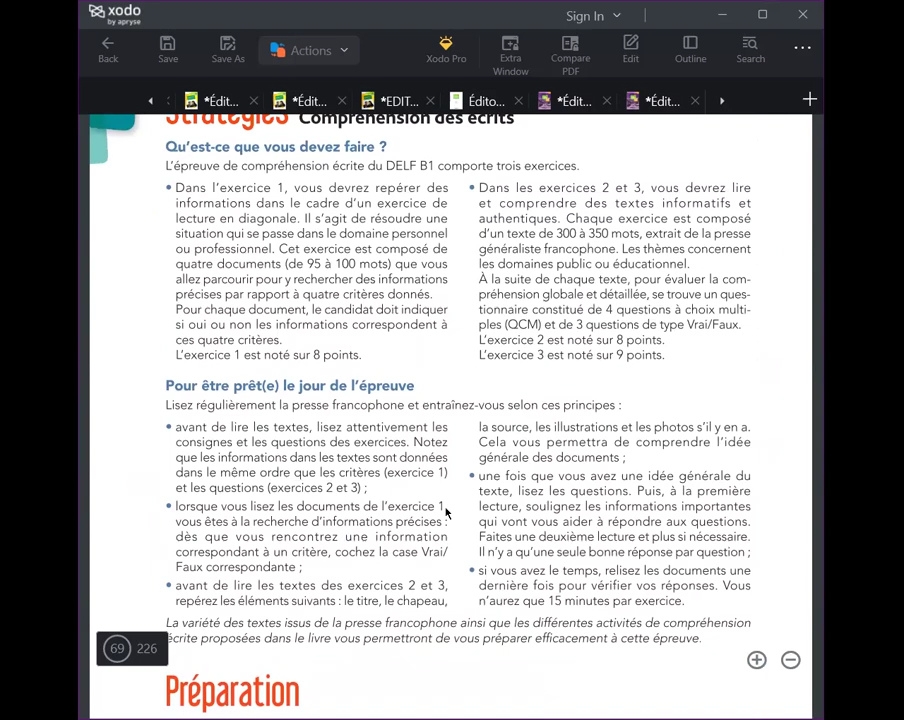 xodo
by apryse
Sign In
Back
Save
Save As
Actions
Xodo Pro
Extra
Window
Compare
PDF
Edit
Outline
Search
*Édit...
*Édit...
*EDIT...
Édito...
*Édit...
*Édit...
Stratégies Compréhension des écrits
Qu'est-ce que vous devez faire ?
L'épreuve de compréhension écrite du DELF B1 comporte trois exercices.
• Dans l'exercice 1, vous devrez repérer des
informations dans le cadre d'un exercice de
lecture en diagonale. Il s'agit de résoudre une
situation qui se passe dans le domaine personnel
ou professionnel. Cet exercice est composé de
quatre documents (de 95 à 100 mots) que vous
allez parcourir pour y rechercher des informations
précises par rapport à quatre critères donnés.
Pour chaque document, le candidat doit indiquer
si oui ou non les informations correspondent à
ces quatre critères.
L'exercice 1 est noté sur 8 points.
• Dans les exercices 2 et 3, vous devrez lire
et comprendre des textes informatifs et
authentiques. Chaque exercice est composé
d'un texte de 300 à 350 mots, extrait de la presse
généraliste francophone. Les thèmes concernent
les domaines public ou éducationnel.
À la suite de chaque texte, pour évaluer la com-
préhension globale et détaillée, se trouve un ques-
tionnaire constitué de 4 questions à choix multi-
ples (QCM) et de 3 questions de type Vrai/Faux.
L'exercice 2 est noté sur 8 points.
L'exercice 3 est noté sur 9 points.
Pour être prêt(e) le jour de l'épreuve
Lisez régulièrement la presse francophone et entraînez-vous selon ces principes :
• avant de lire les textes, lisez attentivement les
consignes et les questions des exercices. Notez
que les informations dans les textes sont données
dans le même ordre que les critères (exercice 1)
et les questions (exercices 2 et 3) ;
• lorsque vous lisez les documents de l'exercice 1,
vous êtes à la recherche d'informations précises :
dès que vous rencontrez une information
correspondant à un critère, cochez la case Vrai/
Faux correspondante ;
• avant de lire les textes des exercices 2 et 3,
repérez les éléments suivants : le titre, le chapeau,
la source, les illustrations et les photos s'il y en a.
Cela vous permettra de comprendre l'idée
générale des documents ;
• une fois que vous avez une idée générale du
texte, lisez les questions. Puis, à la première
lecture, soulignez les informations importantes
qui vont vous aider à répondre aux questions.
Faites une deuxième lecture et plus si nécessaire.
Il n'y a qu'une seule bonne réponse par question ;
• si vous avez le temps, relisez les documents une
dernière fois pour vérifier vos réponses. Vous
n'aurez que 15 minutes par exercice.
La variété des textes issus de la presse francophone ainsi que les différentes activités de compréhension
écrite proposées dans le livre vous permettront de vous préparer efficacement à cette épreuve.
69 226
Préparation